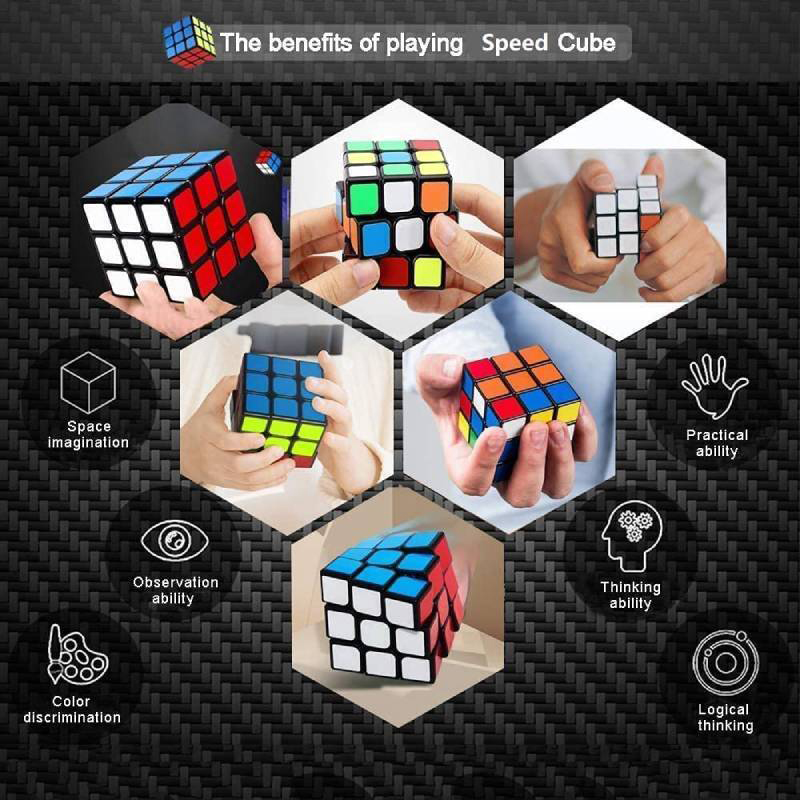 The benefits of playing Speed Cube
Space
imagination
Practical
ability
Observation
ability
Thinking
ability
Color
discrimination
Logical
thinking